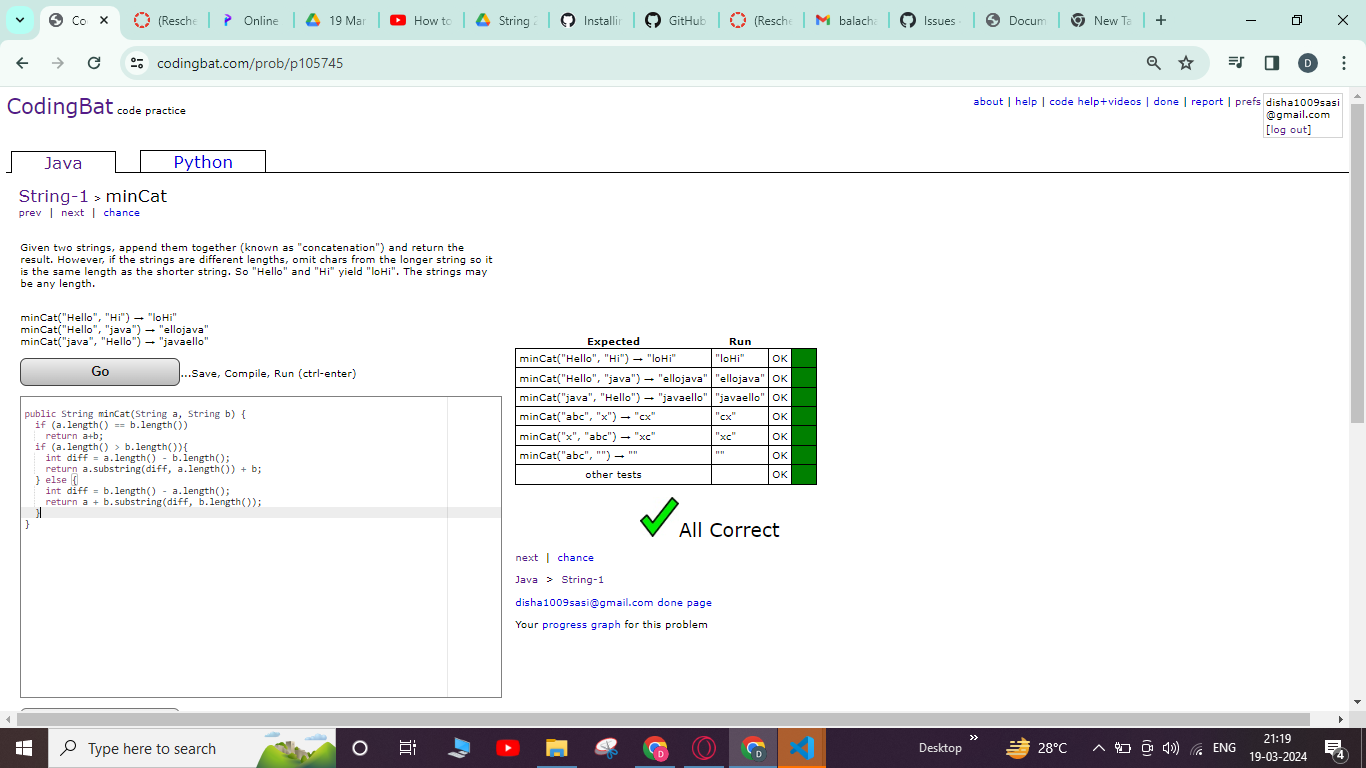 Co
(Resche
Online
19 Mar
How to
String 2
Installin
GitHub
(Resche
balacha
Issues
Docum
New Ta
codingbat.com/prob/p105745
D
CodingBat code practice
about | help | code help+videos | done | report | prefs
disha1009sasi
@gmail.com
[log out]
Java
Python
String-1 > minCat
prev | next | chance
Given two strings, append them together (known as "concatenation") and return the
result. However, if the strings are different lengths, omit chars from the longer string so it
is the same length as the shorter string. So "Hello" and "Hi" yield "loHi". The strings may
be any length.
minCat("Hello", "Hi") → "loHi"
minCat("Hello", "java") → "ellojava"
minCat("java", "Hello") → "javaello"
Go
...Save, Compile, Run (ctrl-enter)
public String minCat(String a, String b) {
if (a.length() == b.length())
return a+b;
if (a.length() > b.length()){
int diff = a.length() - b.length();
return a.substring(diff, a.length()) + b;
} else {
int diff = b.length() - a.length();
return a + b.substring(diff, b.length());
}
}
Expected Run
minCat("Hello", "Hi") → "loHi" "loHi" OK
minCat("Hello", "java") → "ellojava" "ellojava" OK
minCat("java", "Hello") → "javaello" "javaello" OK
minCat("abc", "x") → "cx" "cx" OK
minCat("x", "abc") → "xc" "xc" OK
minCat("abc", "") → "" "" OK
other tests OK
All Correct
next | chance
Java > String-1
disha1009sasi@gmail.com done page
Your progress graph for this problem
Type here to search
Desktop
28°C
ENG
21:19
19-03-2024
4